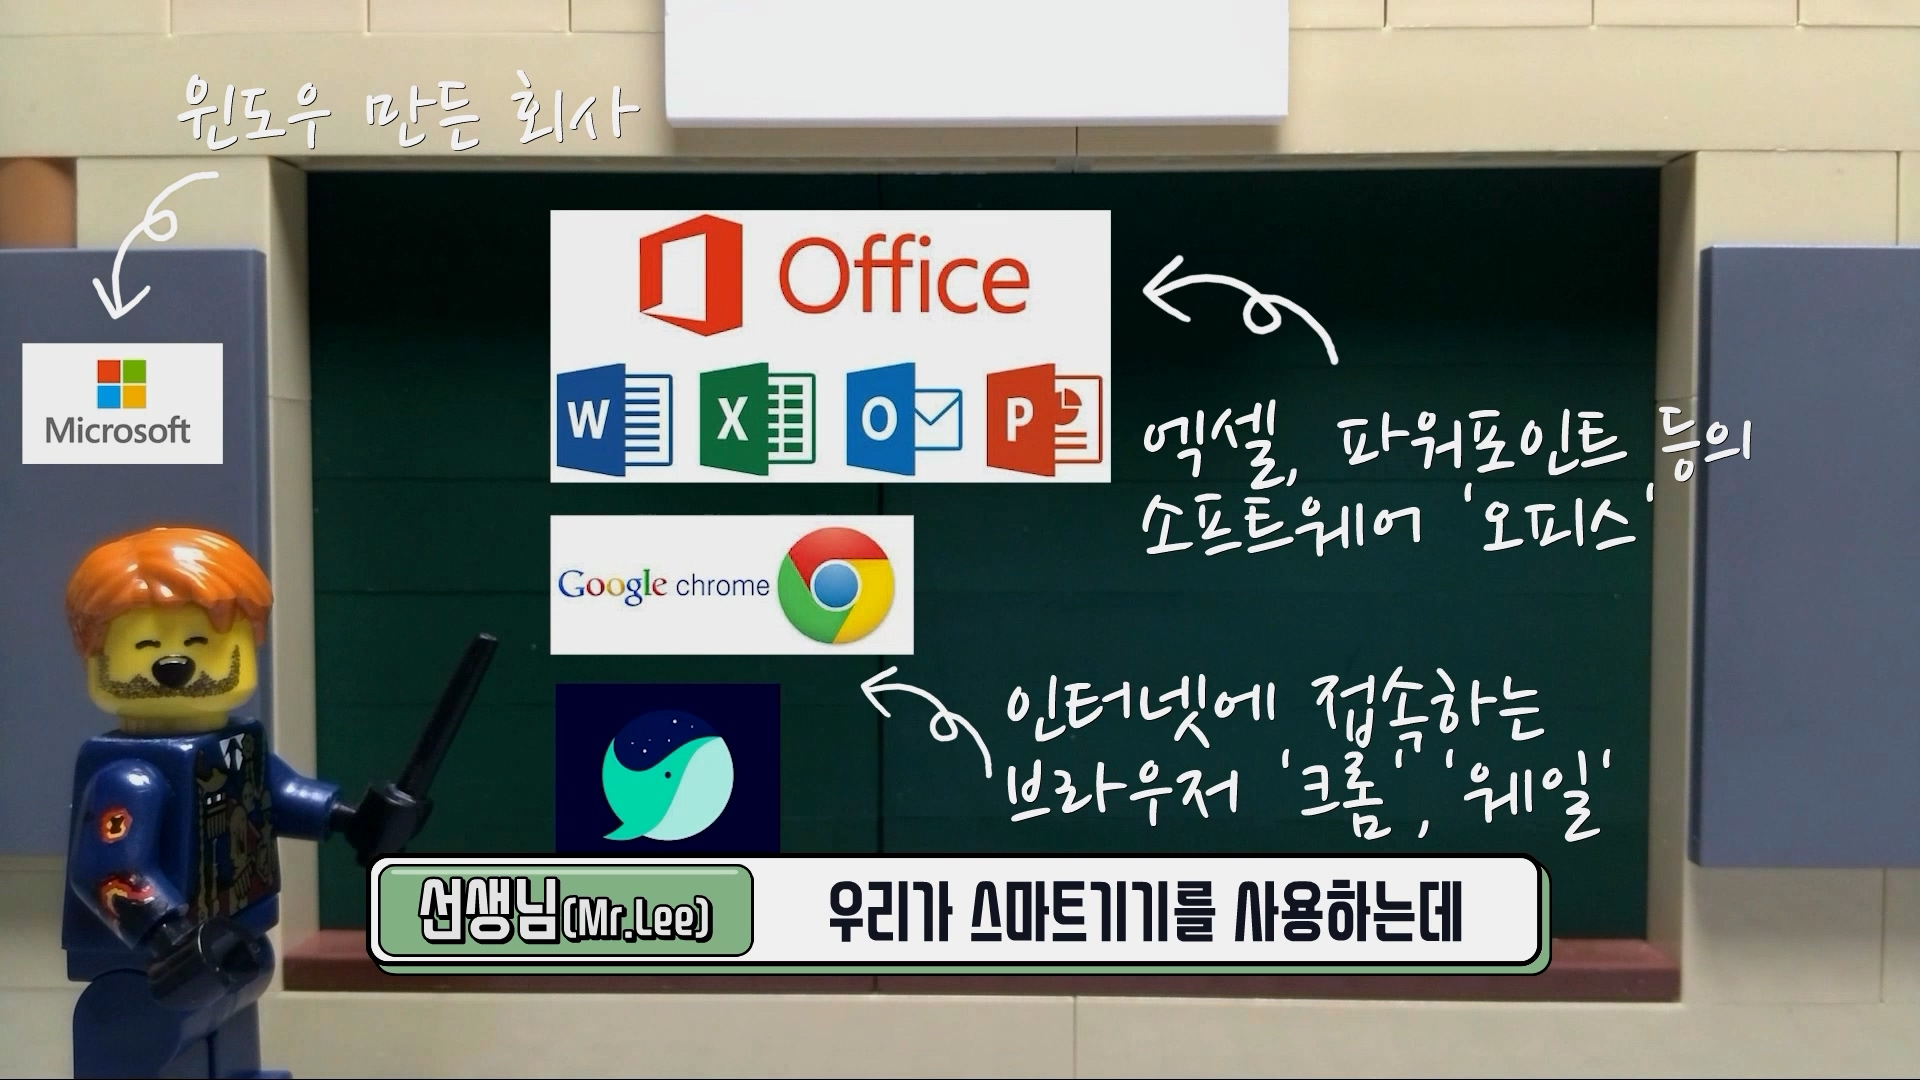 윈도우 만든 회사
Microsoft
Office
W X O P
엑셀, 파워포인트 등의
소프트웨어 '오피스'
Google chrome
인터넷에 접속하는
브라우저 '크롬', '웨일'
선생님(Mr.Lee) 우리가 스마트기기를 사용하는데